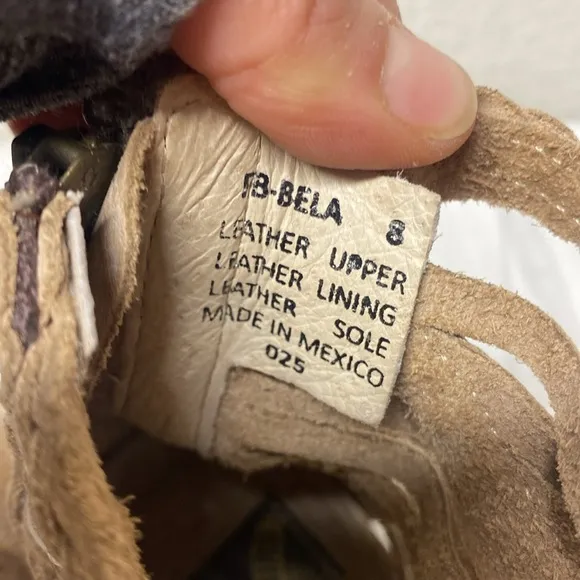 FB-BELA 8
LEATHER UPPER
LEATHER LINING
LEATHER SOLE
MADE IN MEXICO
025